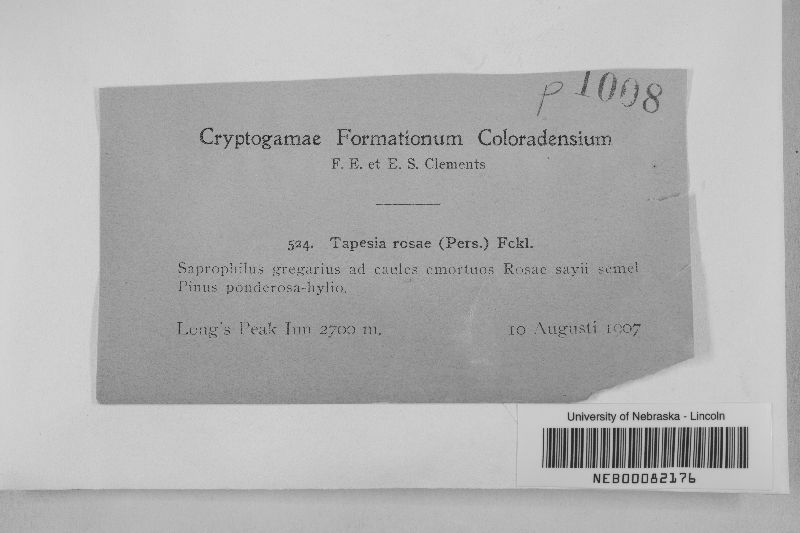 p 1008
Cryptogamae Formationum Coloradensium
F. E. et E. S. Clements
524. Tapesia rosae (Pers.) Fckl.
Saprophilus gregarius ad caules emortuos Rosae sayii semel
Pinus ponderosa-hylio.
Long's Peak Inn 2700 m.
10 Augusti 1907
University of Nebraska - Lincoln
NEB00082176